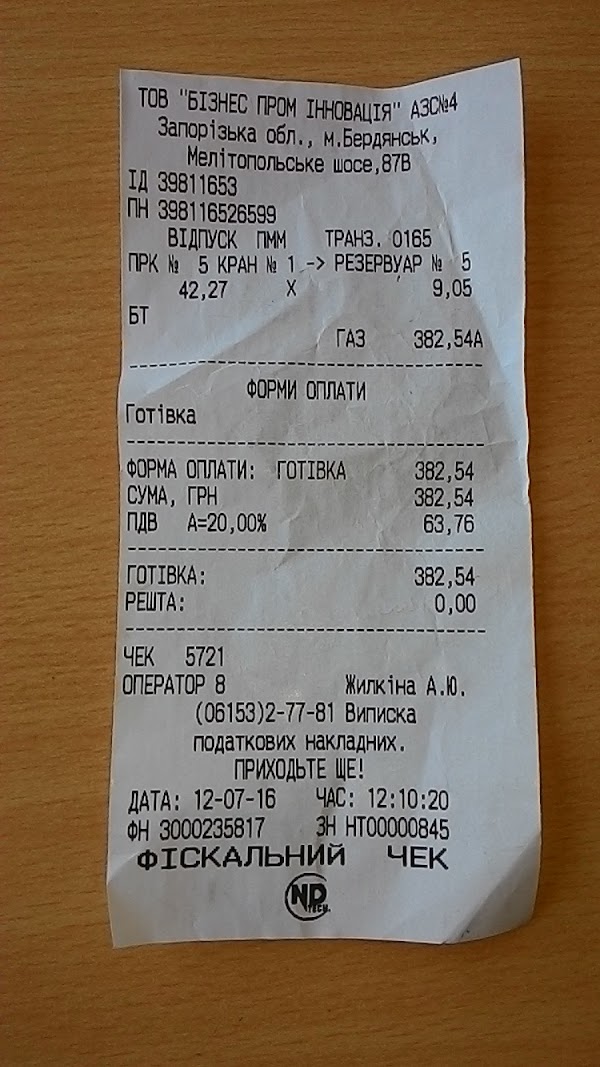 ТОВ "БІЗНЕС ПРОМ ІННОВАЦІЯ" АЗС№4
Запорізька обл., м.Бердянськ,
Мелітопольське шосе,87В
ІД 39811653
ПН 398116526599
ВІДПУСК ПММ ТРАНЗ. 0165
ПРК № 5 КРАН № 1 -> РЕЗЕРВУАР № 5
42,27 X 9,05
БТ
ГАЗ 382,54А
ФОРМИ ОПЛАТИ
Готівка
ФОРМА ОПЛАТИ: ГОТІВКА 382,54
СУМА, ГРН 382,54
ПДВ А=20,00% 63,76
ГОТІВКА: 382,54
РЕШТА: 0,00
ЧЕК 5721
ОПЕРАТОР 8 Жилкіна А.Ю.
(06153)2-77-81 Виписка
податкових накладних.
ПРИХОДЬТЕ ЩЕ!
ДАТА: 12-07-16 ЧАС: 12:10:20
ФН 3000235817 ЗН НТ00000845
ФІСКАЛЬНИЙ ЧЕК
ND TECH.